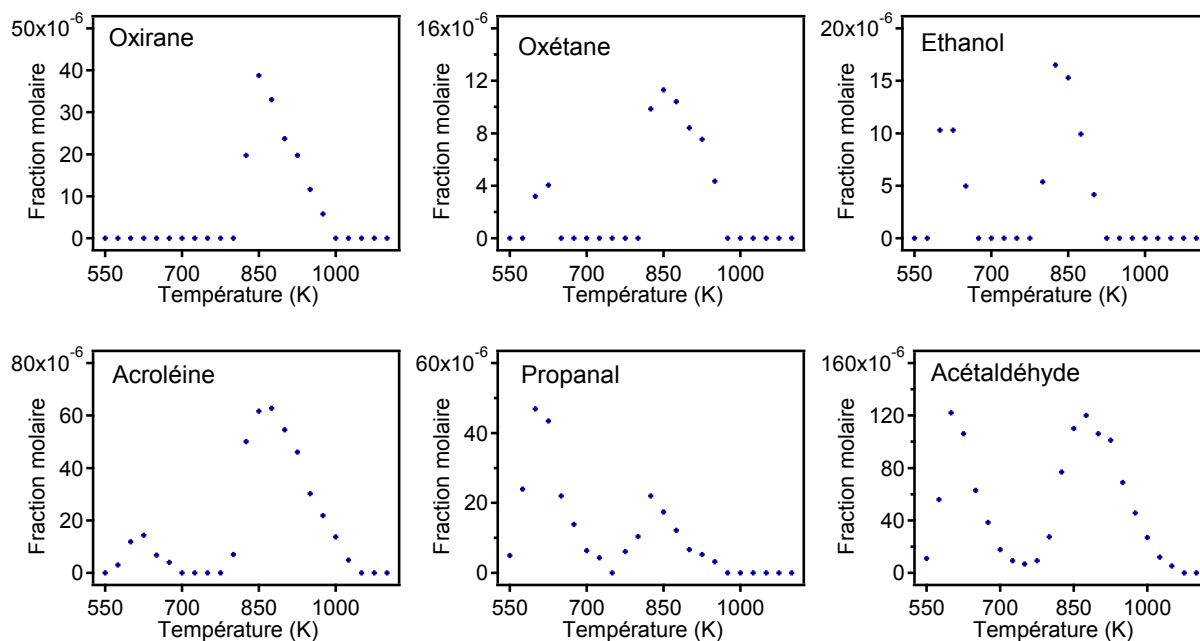 Oxirane
50x10-6
40
30
20
10
0
Fraction molaire
550 700 850 1000
Température (K)
Oxétane
16x10-6
12
8
4
0
Fraction molaire
550 700 850 1000
Température (K)
Ethanol
20x10-6
15
10
5
0
Fraction molaire
550 700 850 1000
Température (K)
Acroléine
80x10-6
60
40
20
0
Fraction molaire
550 700 850 1000
Température (K)
Propanal
60x10-6
40
20
0
Fraction molaire
550 700 850 1000
Température (K)
Acétaldéhyde
160x10-6
120
80
40
0
Fraction molaire
550 700 850 1000
Température (K)